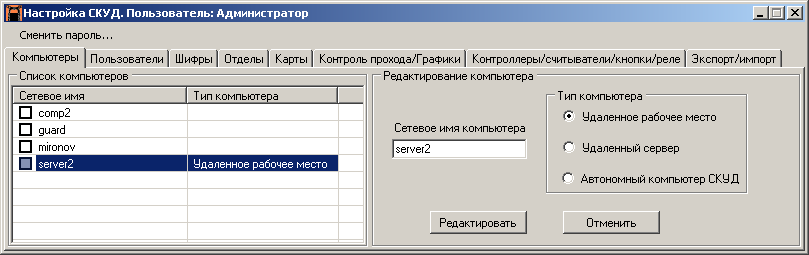 Настройка СКУД. Пользователь: Администратор
Сменить пароль...
Компьютеры Пользователи Шифры Отделы Карты Контроль прохода/Графики Контроллеры/считыватели/кнопки/реле Экспорт/импорт
Список компьютеров
Сетевое имя Тип компьютера
comp2
guard
mironov
server2 Удаленное рабочее место
Редактирование компьютера
Сетевое имя компьютера
server2
Тип компьютера
Удаленное рабочее место
Удаленный сервер
Автономный компьютер СКУД
Редактировать Отменить